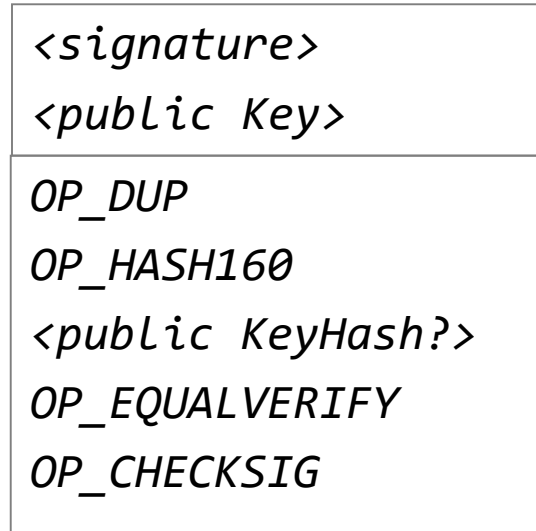 <signature>
<public Key>
OP_DUP
OP_HASH160
<public KeyHash?>
OP_EQUALVERIFY
OP_CHECKSIG